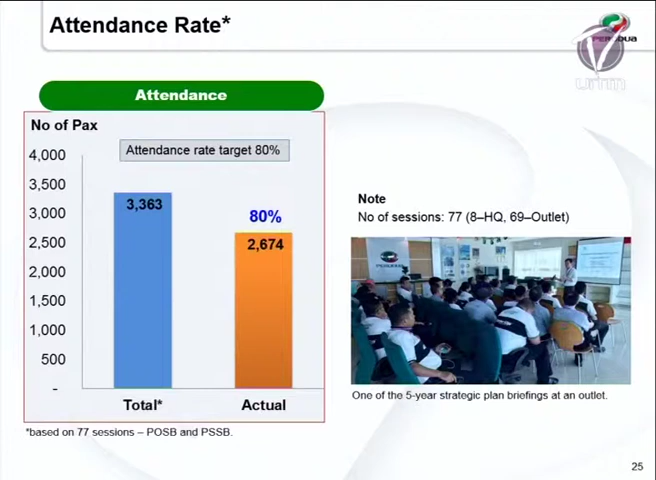 Attendance Rate*
PERODUA
Attendance
No of Pax
Attendance rate target 80%
4,000
3,500
3,000
2,500
2,000
1,500
1,000
500
-
3,363
80%
2,674
Total*
Actual
*based on 77 sessions – POSB and PSSB.
Note
No of sessions: 77 (8–HQ, 69–Outlet)
PERODUA
One of the 5-year strategic plan briefings at an outlet.
25